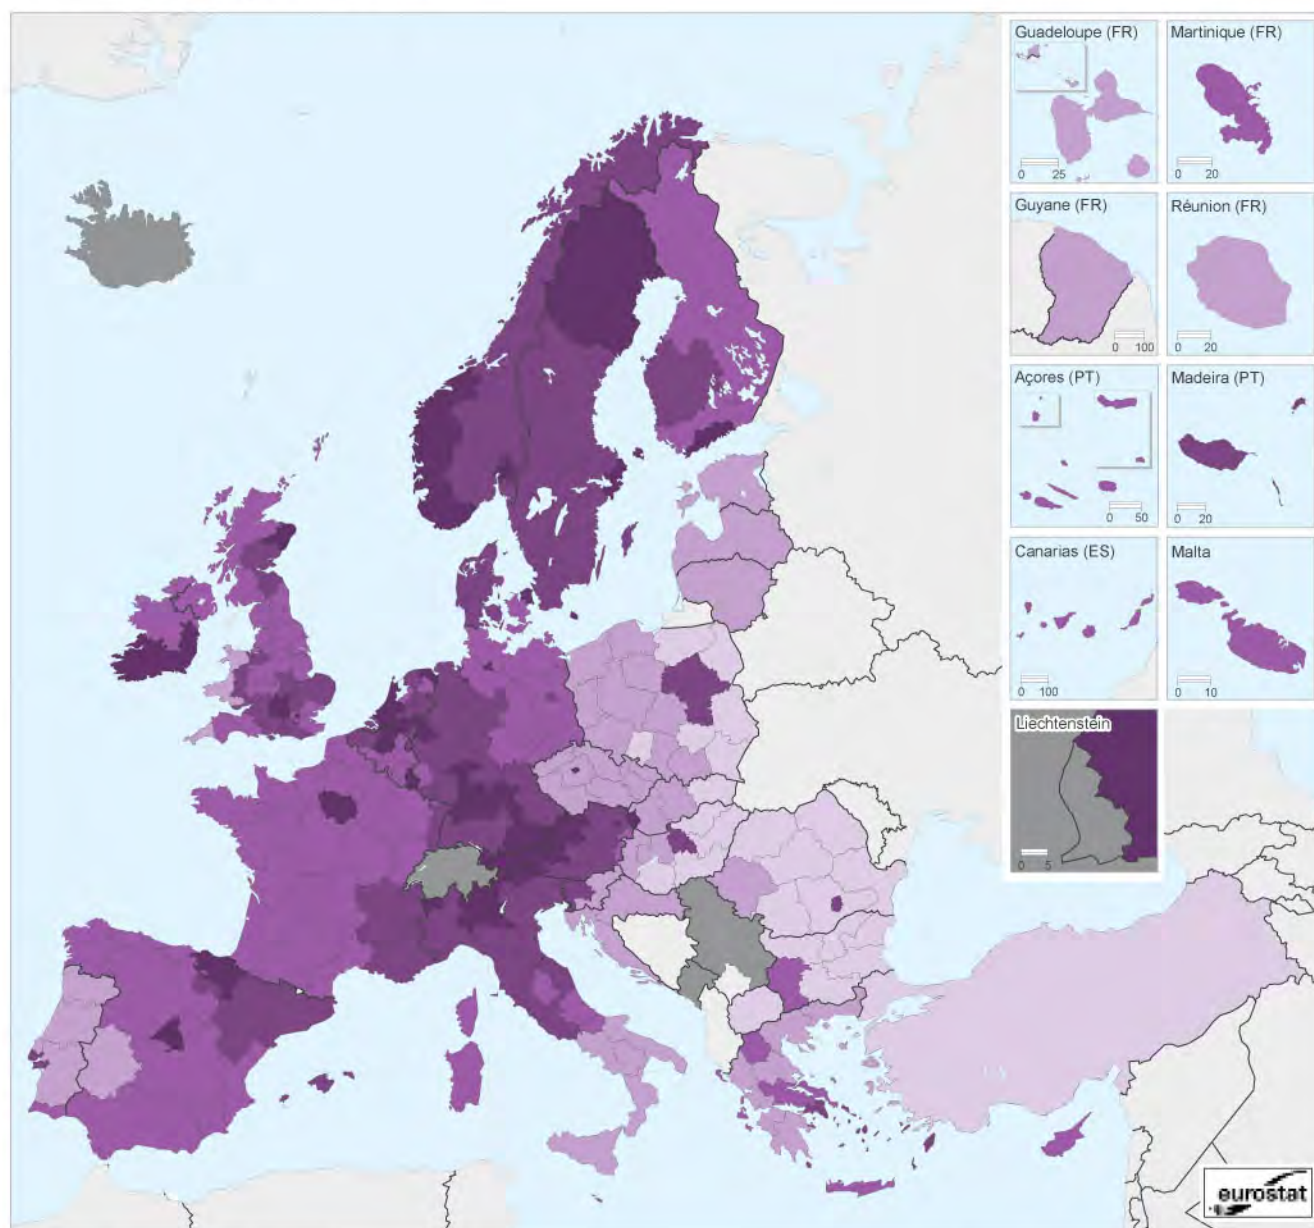 Guadeloupe (FR)
0 25
Martinique (FR)
0 20
Guyane (FR)
0 100
Réunion (FR)
0 20
Açores (PT)
0 50
Madeira (PT)
0 20
Canarias (ES)
0 100
Malta
0 10
Liechtenstein
0 5
eurostat